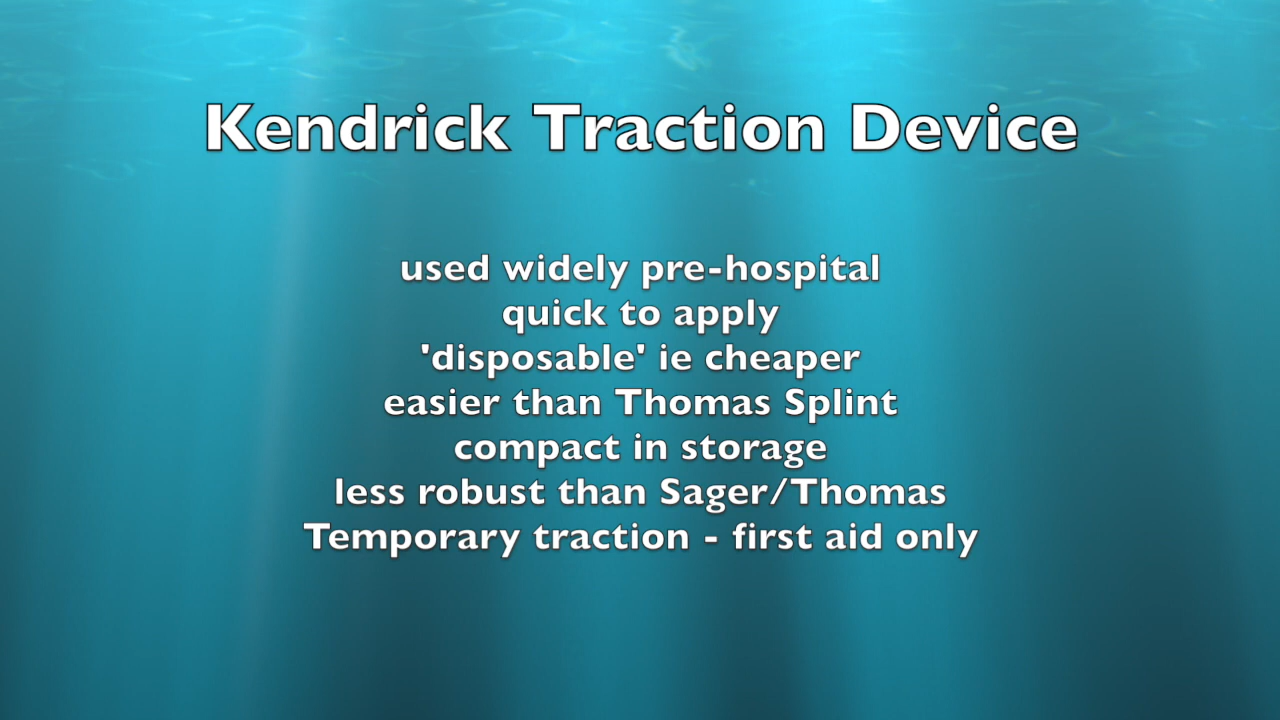 Kendrick Traction Device
used widely pre-hospital
quick to apply
'disposable' ie cheaper
easier than Thomas Splint
compact in storage
less robust than Sager/Thomas
Temporary traction - first aid only